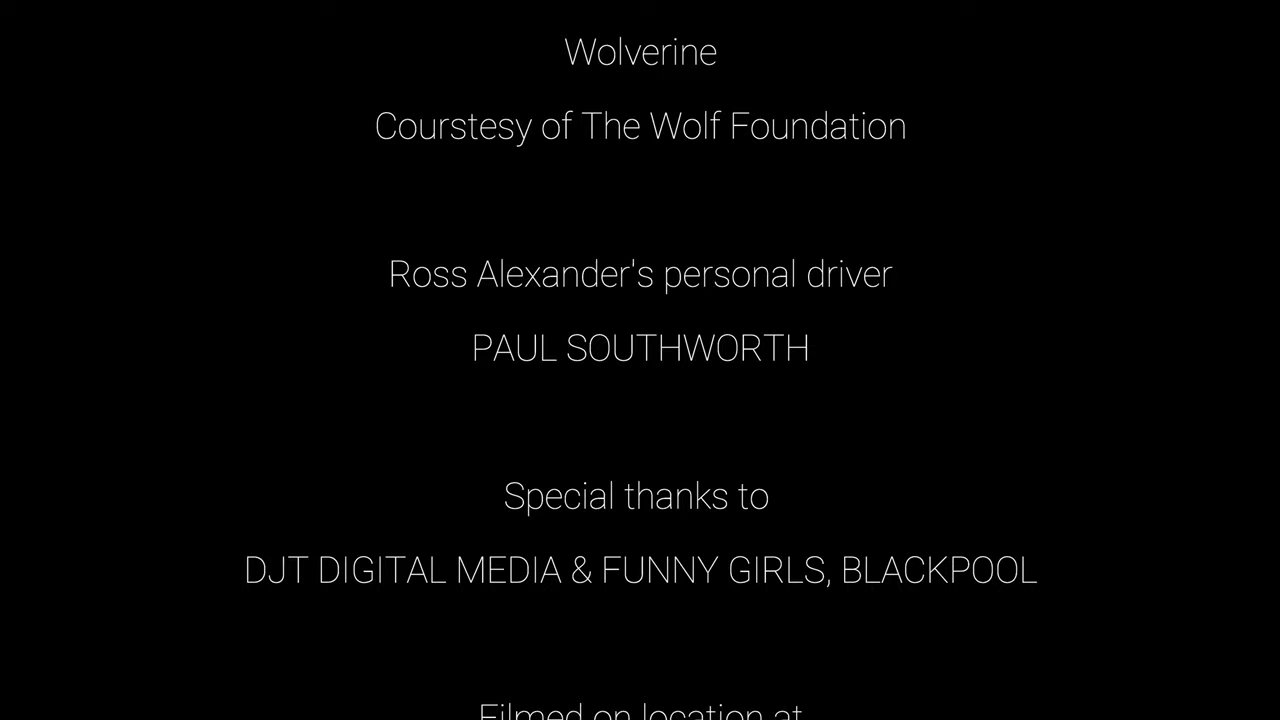 Wolverine
Courstesy of The Wolf Foundation
Ross Alexander's personal driver
PAUL SOUTHWORTH
Special thanks to
DJT DIGITAL MEDIA & FUNNY GIRLS, BLACKPOOL
Filmed on location at